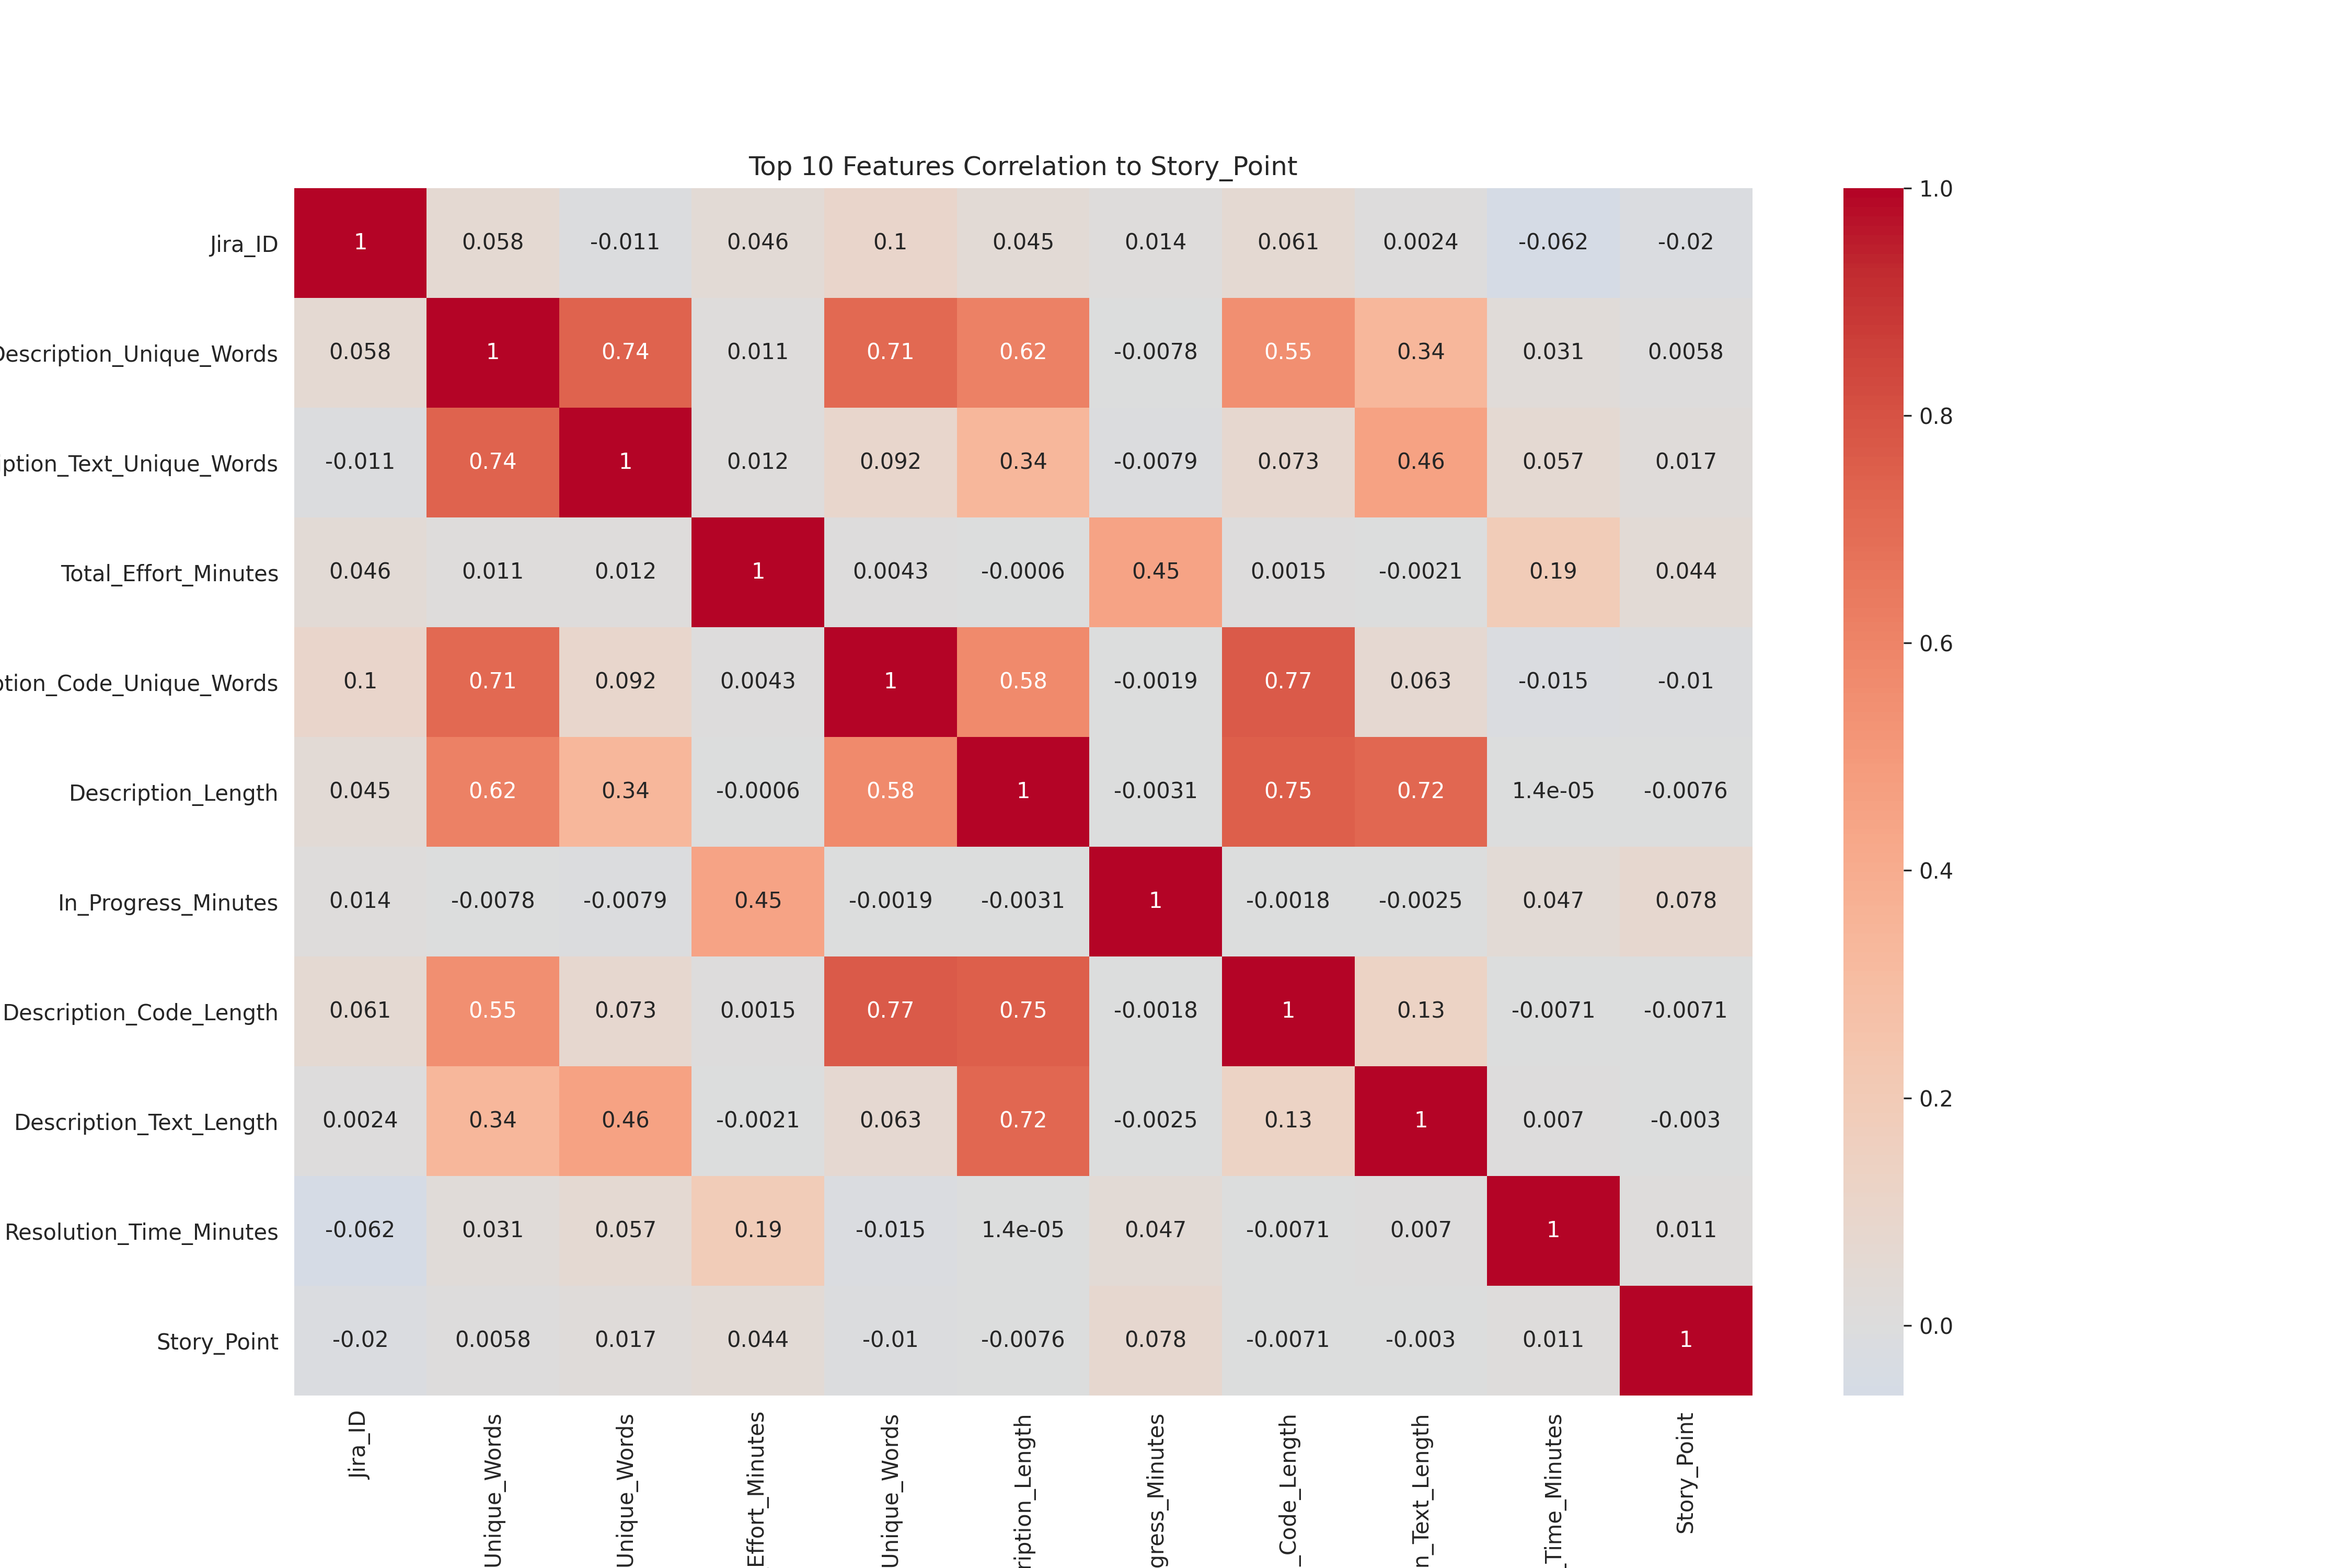 Top 10 Features Correlation to Story_Point
Jira_ID 1 0.058 -0.011 0.046 0.1 0.045 0.014 0.061 0.0024 -0.062 -0.02
Description_Unique_Words 0.058 1 0.74 0.011 0.71 0.62 -0.0078 0.55 0.34 0.031 0.0058
iption_Text_Unique_Words -0.011 0.74 1 0.012 0.092 0.34 -0.0079 0.073 0.46 0.057 0.017
Total_Effort_Minutes 0.046 0.011 0.012 1 0.0043 -0.0006 0.45 0.0015 -0.0021 0.19 0.044
ption_Code_Unique_Words 0.1 0.71 0.092 0.0043 1 0.58 -0.0019 0.77 0.063 -0.015 -0.01
Description_Length 0.045 0.62 0.34 -0.0006 0.58 1 -0.0031 0.75 0.72 1.4e-05 -0.0076
In_Progress_Minutes 0.014 -0.0078 -0.0079 0.45 -0.0019 -0.0031 1 -0.0018 -0.0025 0.047 0.078
Description_Code_Length 0.061 0.55 0.073 0.0015 0.77 0.75 -0.0018 1 0.13 -0.0071 -0.0071
Description_Text_Length 0.0024 0.34 0.46 -0.0021 0.063 0.72 -0.0025 0.13 1 0.007 -0.003
Resolution_Time_Minutes -0.062 0.031 0.057 0.19 -0.015 1.4e-05 0.047 -0.0071 0.007 1 0.011
Story_Point -0.02 0.0058 0.017 0.044 -0.01 -0.0076 0.078 -0.0071 -0.003 0.011 1
Jira_ID
Unique_Words
Unique_Words
Effort_Minutes
Unique_Words
ription_Length
gress_Minutes
_Code_Length
n_Text_Length
_Time_Minutes
Story_Point
1.0
0.8
0.6
0.4
0.2
0.0